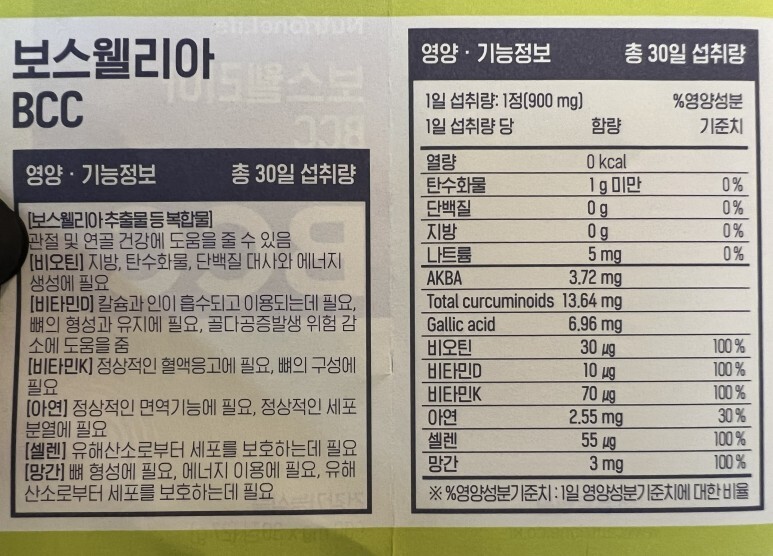 보스웰리아
BCC
영양 · 기능정보 총 30일 섭취량
[보스웰리아추출물 등 복합물]
관절 및 연골 건강에 도움을 줄 수 있음
[비오틴] 지방, 탄수화물, 단백질 대사와 에너지
생성에 필요
[비타민D] 칼슘과 인이 흡수되고 이용되는데 필요,
뼈의 형성과 유지에 필요, 골다공증발생 위험 감
소에 도움을 줌
[비타민K] 정상적인 혈액응고에 필요, 뼈의 구성에
필요
[아연] 정상적인 면역기능에 필요, 정상적인 세포
분열에 필요
[셀렌] 유해산소로부터 세포를 보호하는데 필요
[망간] 뼈 형성에 필요, 에너지 이용에 필요, 유해
산소로부터 세포를 보호하는데 필요
영양 · 기능정보 총 30일 섭취량
1일 섭취량: 1정(900 mg) %영양성분
1일 섭취량 당 함량 기준치
열량 0 kcal
탄수화물 1 g 미만 0 %
단백질 0 g 0 %
지방 0 g 0 %
나트륨 5 mg 0 %
AKBA 3.72 mg
Total curcuminoids 13.64 mg
Gallic acid 6.96 mg
비오틴 30 μg 100 %
비타민D 10 μg 100 %
비타민K 70 μg 100 %
아연 2.55 mg 30 %
셀렌 55 μg 100 %
망간 3 mg 100 %
※ %영양성분기준치 : 1일 영양성분기준치에 대한 비율